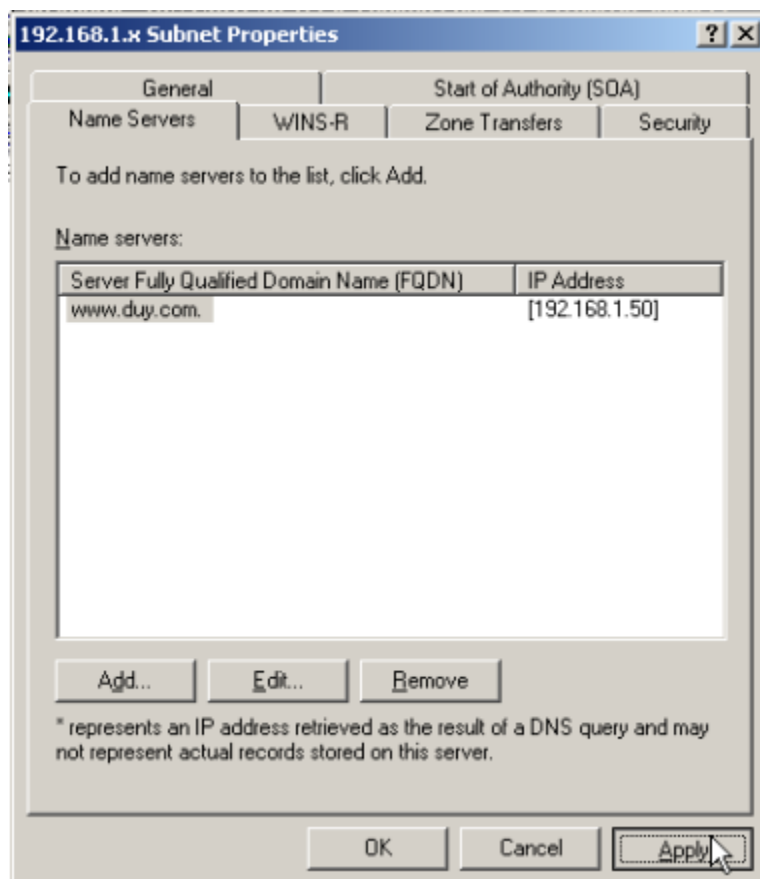 192.168.1.x Subnet Properties
General Start of Authority (SOA)
Name Servers WINS-R Zone Transfers Security
To add name servers to the list, click Add.
Name servers:
Server Fully Qualified Domain Name (FQDN) IP Address
www.duy.com. [192.168.1.50]
Add... Edit... Remove
* represents an IP address retrieved as the result of a DNS query and may
not represent actual records stored on this server.
OK Cancel Apply